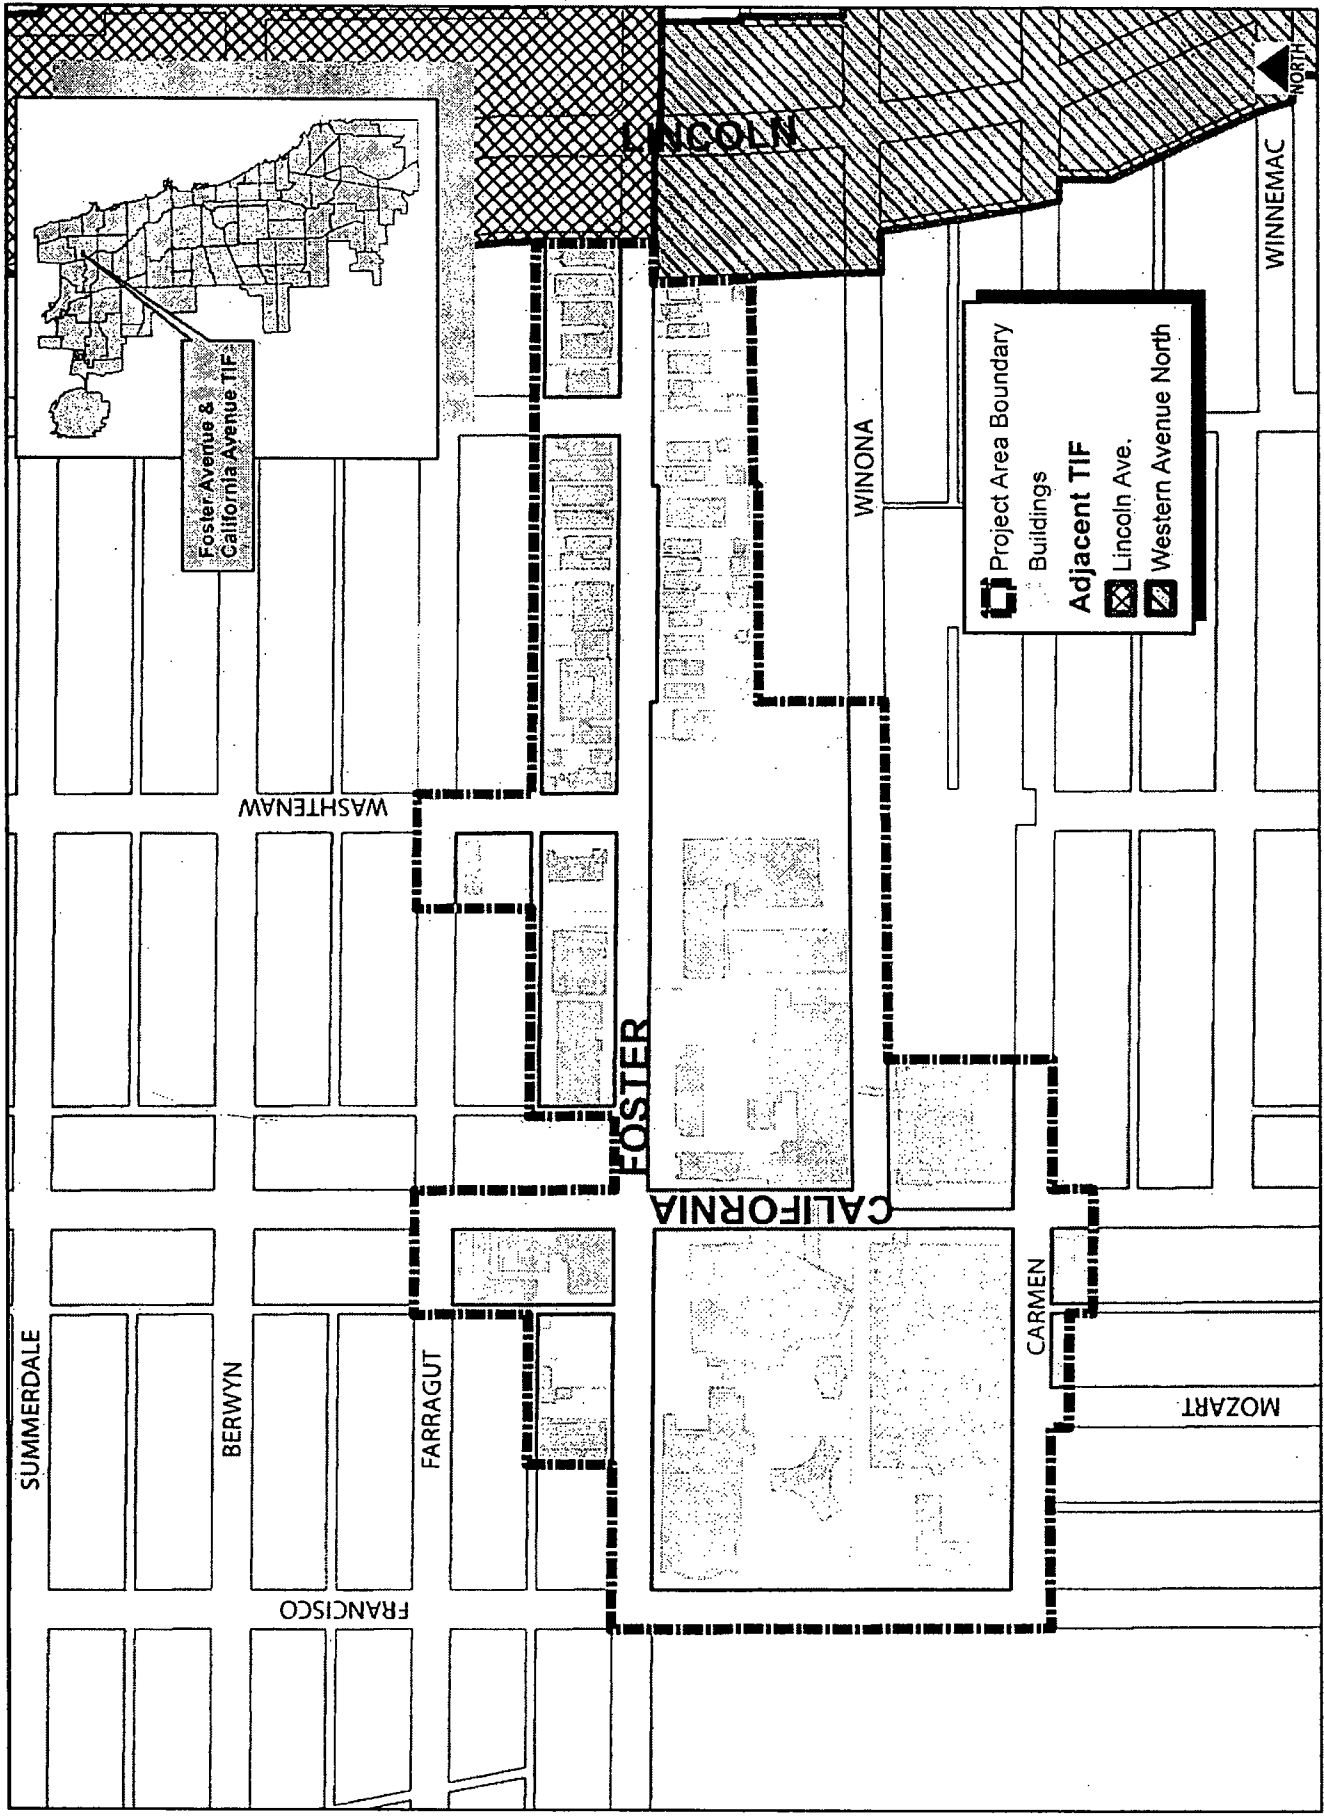 SUMMERDALE
BERWYN
FARRAGUT
FRANCISCO
WASHTENAW
FOSTER
CALIFORNIA
LINCOLN
WINONA
CARMEN
MOZART
WINNEMAC
Foster Avenue &
California Avenue TIF
Project Area Boundary
Buildings
Adjacent TIF
Lincoln Ave.
Western Avenue North
NORTH